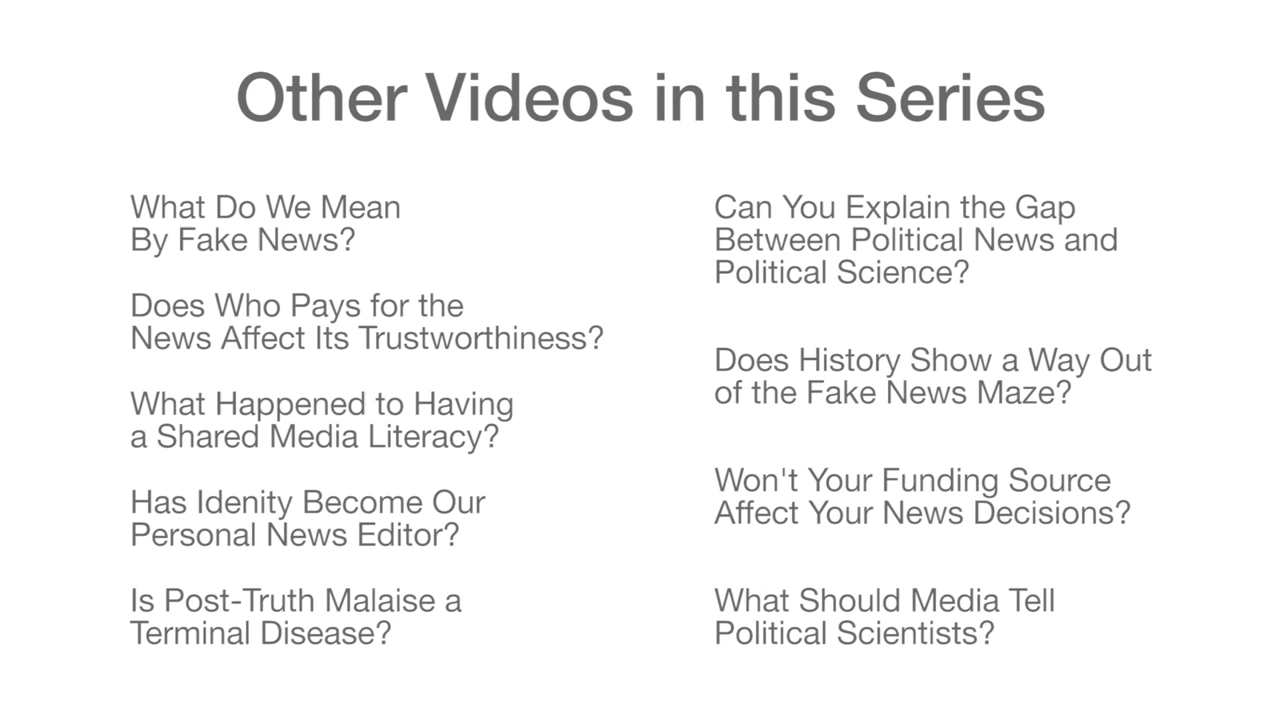 Other Videos in this Series
What Do We Mean
By Fake News?
Does Who Pays for the
News Affect Its Trustworthiness?
What Happened to Having
a Shared Media Literacy?
Has Idenity Become Our
Personal News Editor?
Is Post-Truth Malaise a
Terminal Disease?
Can You Explain the Gap
Between Political News and
Political Science?
Does History Show a Way Out
of the Fake News Maze?
Won't Your Funding Source
Affect Your News Decisions?
What Should Media Tell
Political Scientists?